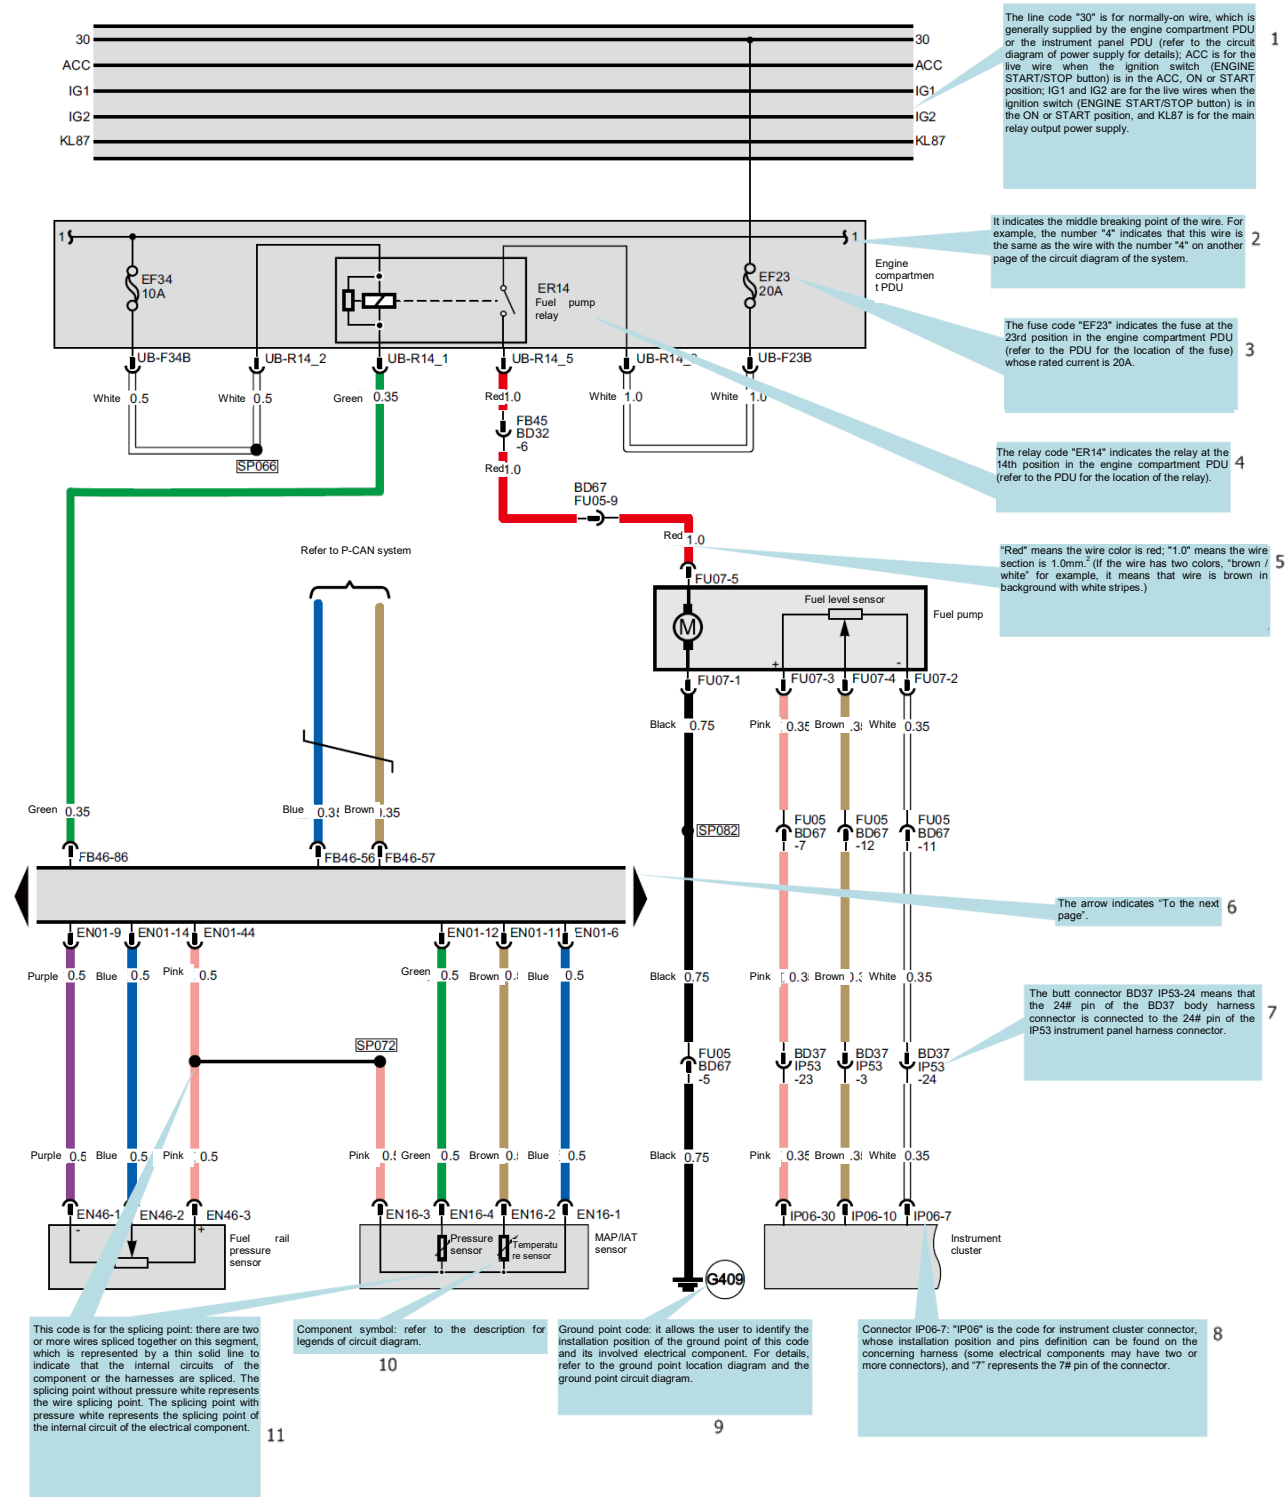 The line code "30" is for normally-on wire, which is
generally supplied by the engine compartment PDU
or the instrument panel PDU (refer to the circuit
diagram of power supply for details); ACC is for the
live wire when the ignition switch (ENGINE
START/STOP button) is in the ACC, ON or START
position; IG1 and IG2 are for the live wires when the
ignition switch (ENGINE START/STOP button) is in
the ON or START position, and KL87 is for the main
relay output power supply.
1
30 30
ACC ACC
IG1 IG1
IG2 IG2
KL87 KL87
It indicates the middle breaking point of the wire. For
example, the number "4" indicates that this wire is
the same as the wire with the number "4" on another
page of the circuit diagram of the system.
2
1 1
EF34
10A
ER14
Fuel pump
relay
EF23
20A
Engine
compartmen
t PDU
The fuse code "EF23" indicates the fuse at the
23rd position in the engine compartment PDU
(refer to the PDU for the location of the fuse)
whose rated current is 20A.
3
UB-F34B UB-R14_2 UB-R14_1 UB-R14_5 UB-R14_ UB-F23B
White 0.5 White 0.5 Green 0.35 Red1.0 White 1.0 White 1.0
FB45
BD32
-6
SP066
Red1.0
The relay code "ER14" indicates the relay at the
14th position in the engine compartment PDU
(refer to the PDU for the location of the relay).
4
BD67
FU05-9
Red 1.0
"Red" means the wire color is red; "1.0" means the wire
section is 1.0mm.² (If the wire has two colors, "brown /
white" for example, it means that wire is brown in
background with white stripes.)
5
Refer to P-CAN system
FU07-5
Fuel level sensor
M
Fuel pump
+ -
FU07-1 FU07-3 FU07-4 FU07-2
Black 0.75 Pink 0.35 Brown .3 White 0.35
Green 0.35 Blue 0.35 Brown .35
SP082
FU05
BD67
-7
FU05
BD67
-12
FU05
BD67
-11
FB46-86 FB46-56 FB46-57
The arrow indicates "To the next
page".
6
EN01-9 EN01-14 EN01-44 EN01-12 EN01-11 EN01-6
Purple 0.5 Blue 0.5 Pink 0.5 Green 0.5 Brown 0. Blue 0.5
Black 0.75 Pink 0.3 Brown . White 0.35
The butt connector BD37 IP53-24 means that
the 24# pin of the BD37 body harness
connector is connected to the 24# pin of the
IP53 instrument panel harness connector.
7
SP072
FU05
BD67
-5
BD37
IP53
-23
BD37
IP53
-3
BD37
IP53
-24
Purple 0.5 Blue 0.5 Pink 0.5 Pink 0. Green 0.5 Brown 0. Blue 0.5
Black 0.75 Pink 0.35 Brown .3 White 0.35
EN46-1 EN46-2 EN46-3 EN16-3 EN16-4 EN16-2 EN16-1
IP06-30 IP06-10 IP06-7
- +
Fuel rail
pressure
sensor
Pressure
sensor
Temperatu
re sensor
MAP/IAT
sensor
G409
Instrument
cluster
This code is for the splicing point: there are two
or more wires spliced together on this segment,
which is represented by a thin solid line to
indicate that the internal circuits of the
component or the harnesses are spliced. The
splicing point without pressure white represents
the wire splicing point. The splicing point with
pressure white represents the splicing point of
the internal circuit of the electrical component.
11
Component symbol: refer to the description for
legends of circuit diagram.
10
Ground point code: it allows the user to identify the
installation position of the ground point of this code
and its involved electrical component. For details,
refer to the ground point location diagram and the
ground point circuit diagram.
9
Connector IP06-7: "IP06" is the code for instrument cluster connector,
whose installation position and pins definition can be found on the
concerning harness (some electrical components may have two or
more connectors), and "7" represents the 7# pin of the connector.
8